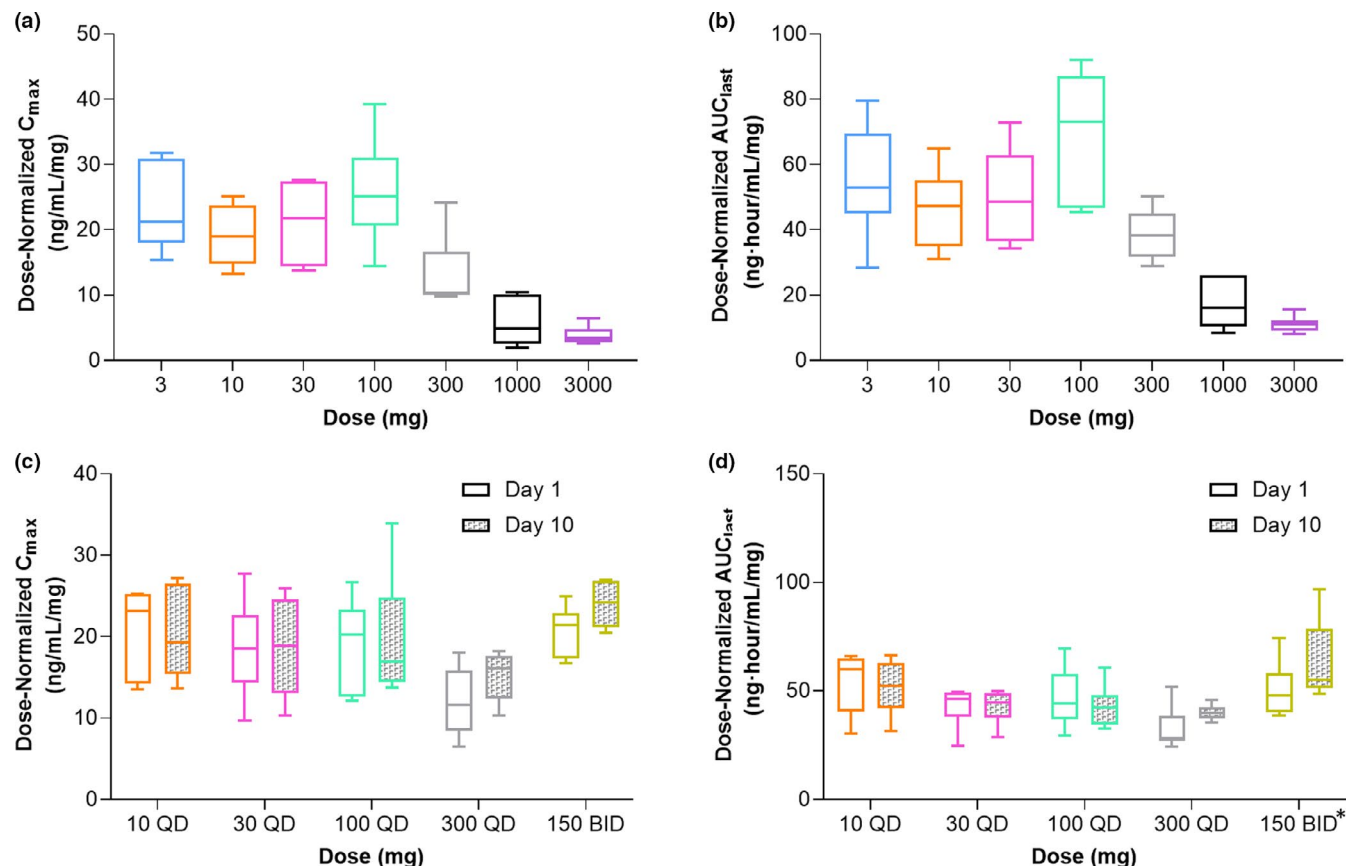 (a)
50
40
30
20
10
0
Dose-Normalized Cmax
(ng/mL/mg)
3 10 30 100 300 1000 3000
Dose (mg)
(b)
100
80
60
40
20
0
Dose-Normalized AUClast
(ng·hour/mL/mg)
3 10 30 100 300 1000 3000
Dose (mg)
(c)
40
30
20
10
0
Dose-Normalized Cmax
(ng/mL/mg)
Day 1
Day 10
10 QD 30 QD 100 QD 300 QD 150 BID
Dose (mg)
(d)
150
100
50
0
Dose-Normalized AUClast
(ng·hour/mL/mg)
Day 1
Day 10
10 QD 30 QD 100 QD 300 QD 150 BID*
Dose (mg)